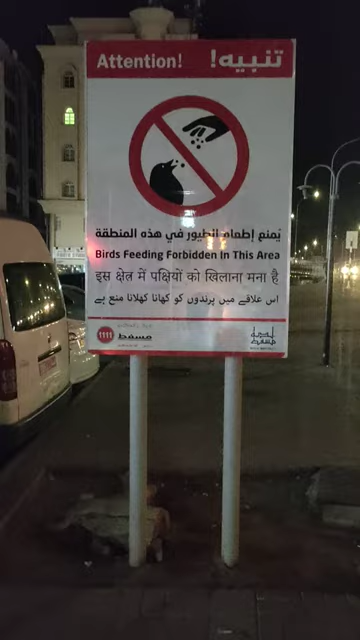 Attention! تنبيه!
يُمنع إطعام الطيور في هذه المنطقة
Birds Feeding Forbidden In This Area
इस क्षेत्र में पक्षियों को खिलाना मना है
اس علاقے میں پرندوں کو کھانا کھلانا منع ہے
1111 مسقط